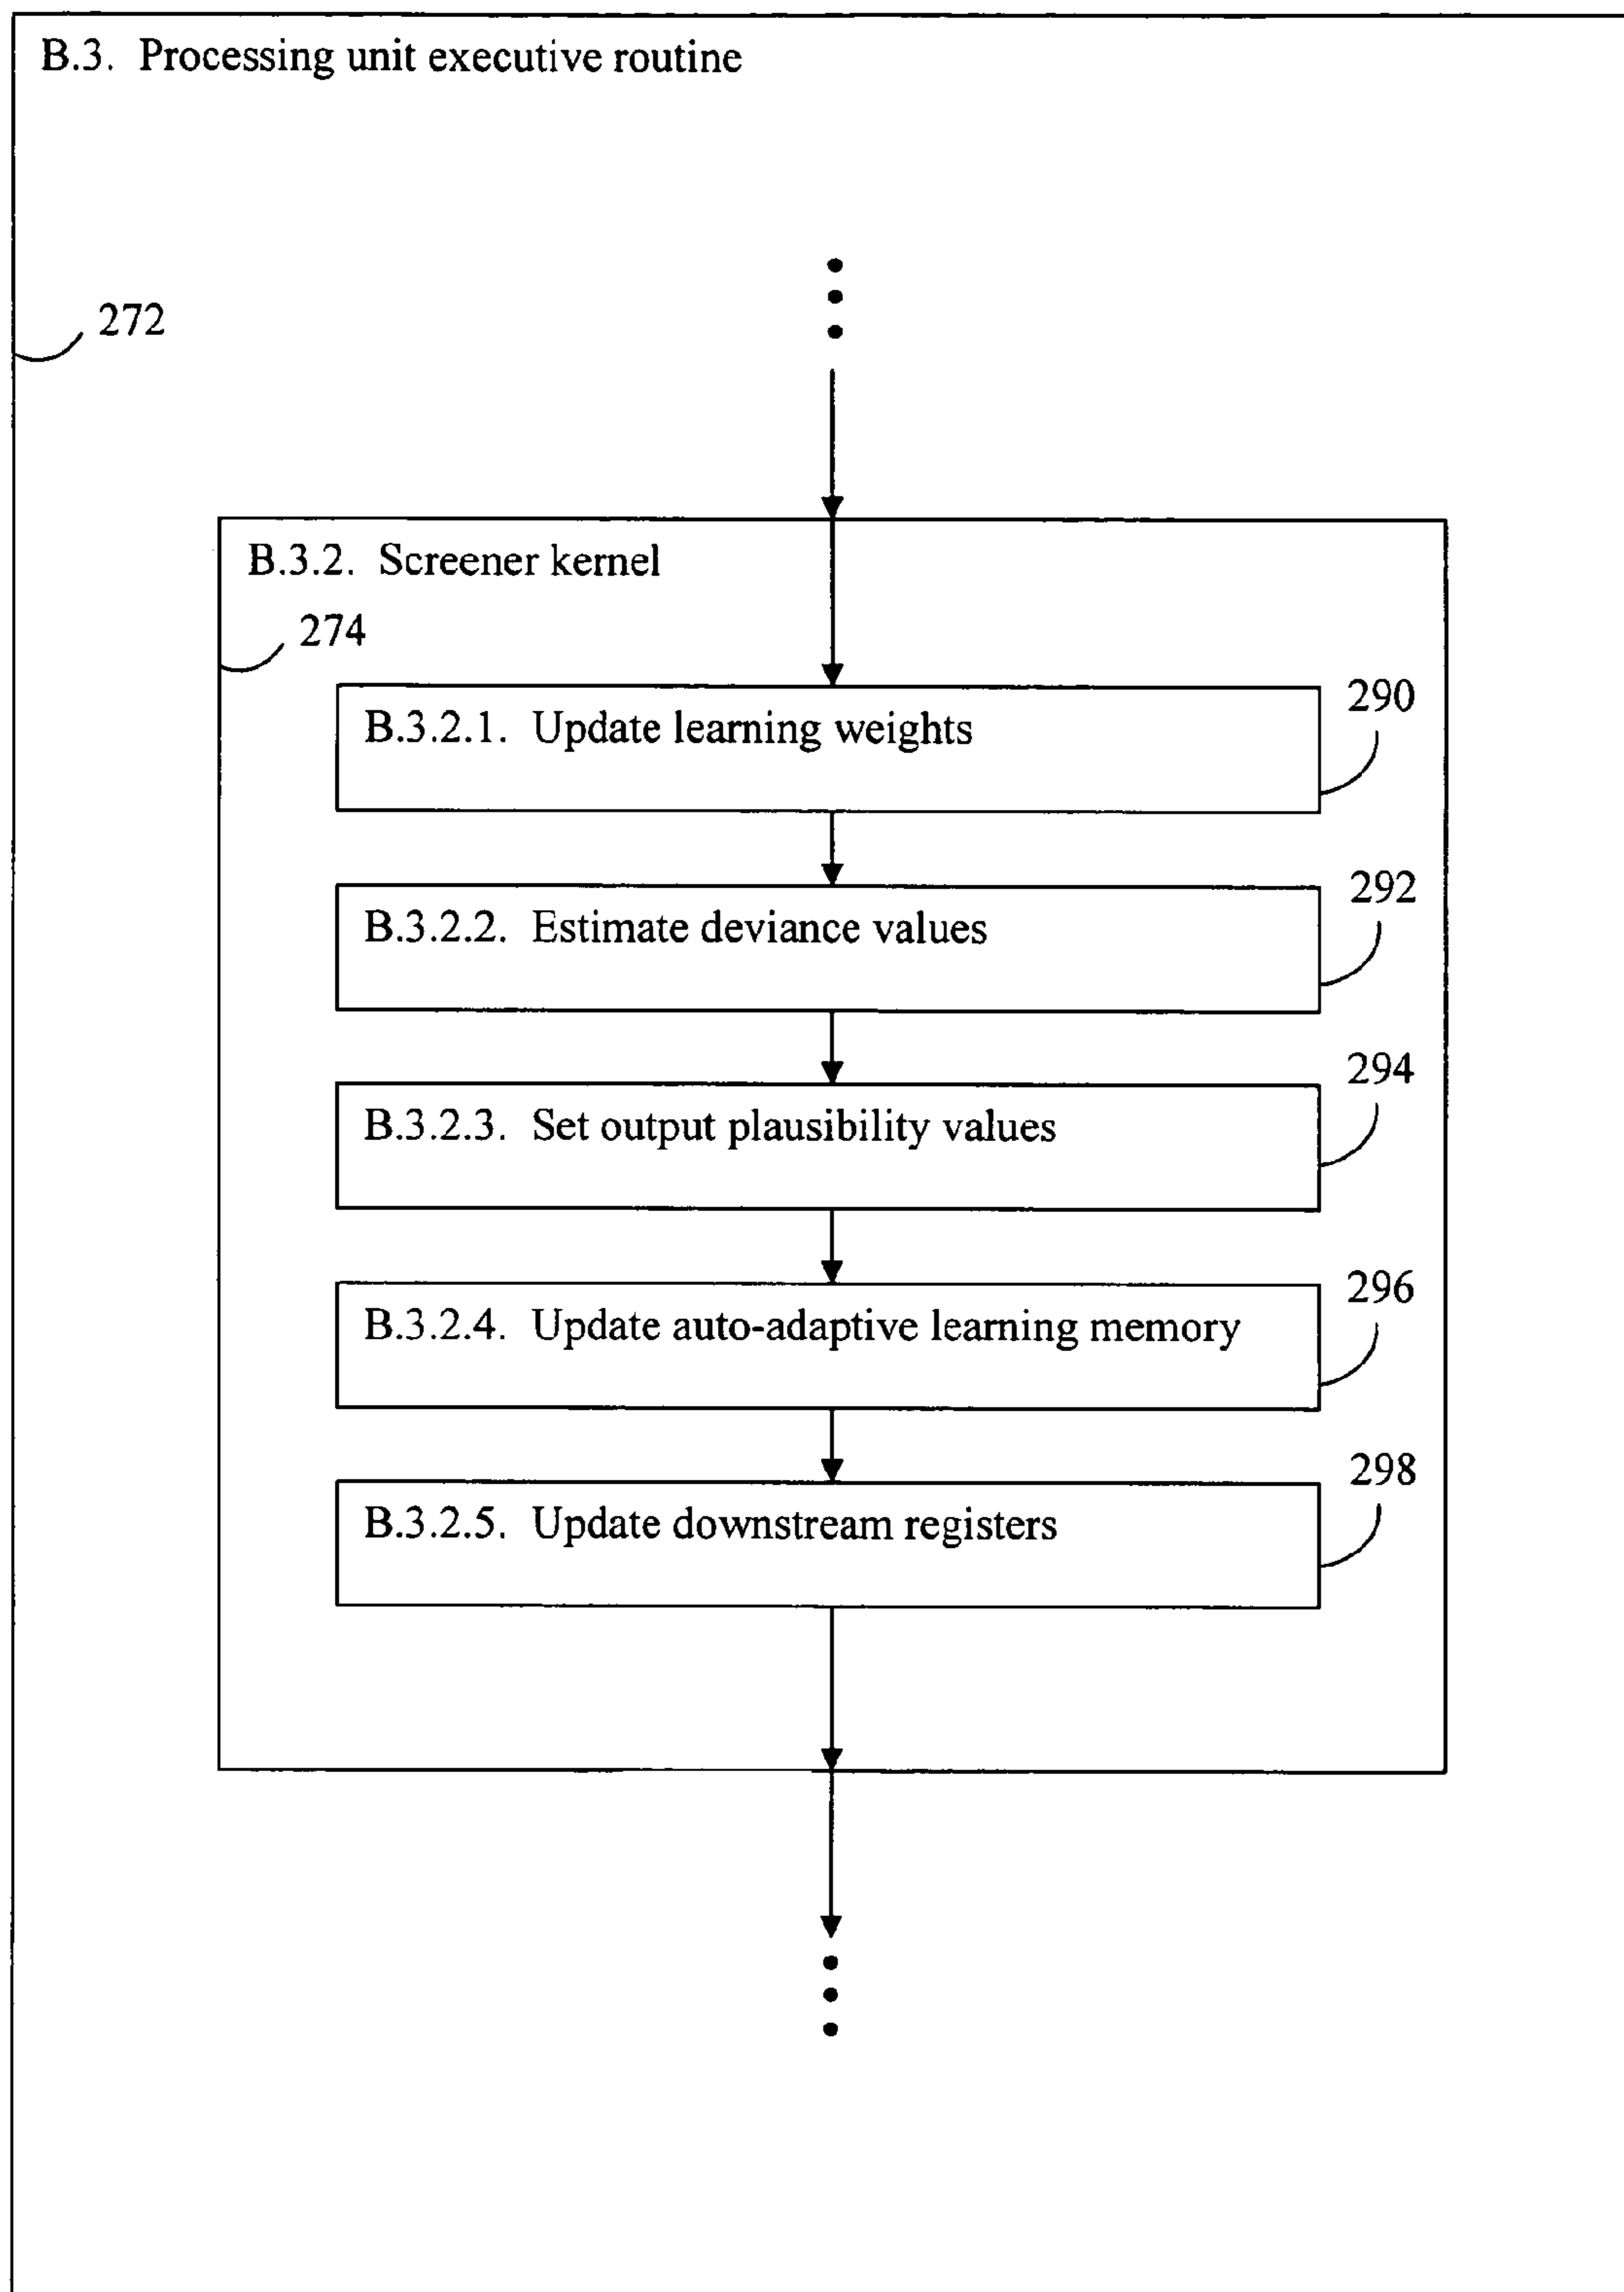 B.3. Processing unit executive routine
272
B.3.2. Screener kernel
274
B.3.2.1. Update learning weights
290
B.3.2.2. Estimate deviance values
292
B.3.2.3. Set output plausibility values
294
B.3.2.4. Update auto-adaptive learning memory
296
B.3.2.5. Update downstream registers
298